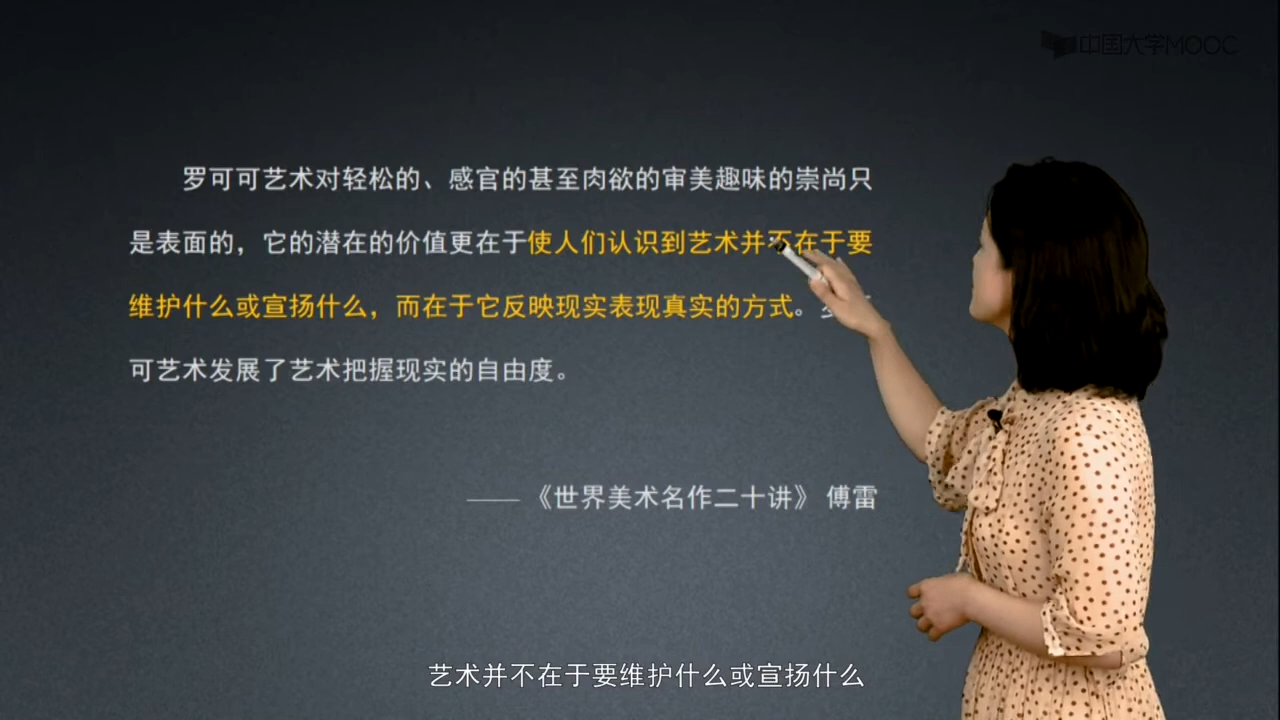 中国大学MOOC
罗可可艺术对轻松的、感官的甚至肉欲的审美趣味的崇尚只
是表面的，它的潜在的价值更在于使人们认识到艺术并不在于要
维护什么或宣扬什么，而在于它反映现实表现真实的方式。
可艺术发展了艺术把握现实的自由度。
——《世界美术名作二十讲》 傅雷
艺术并不在于要维护什么或宣扬什么